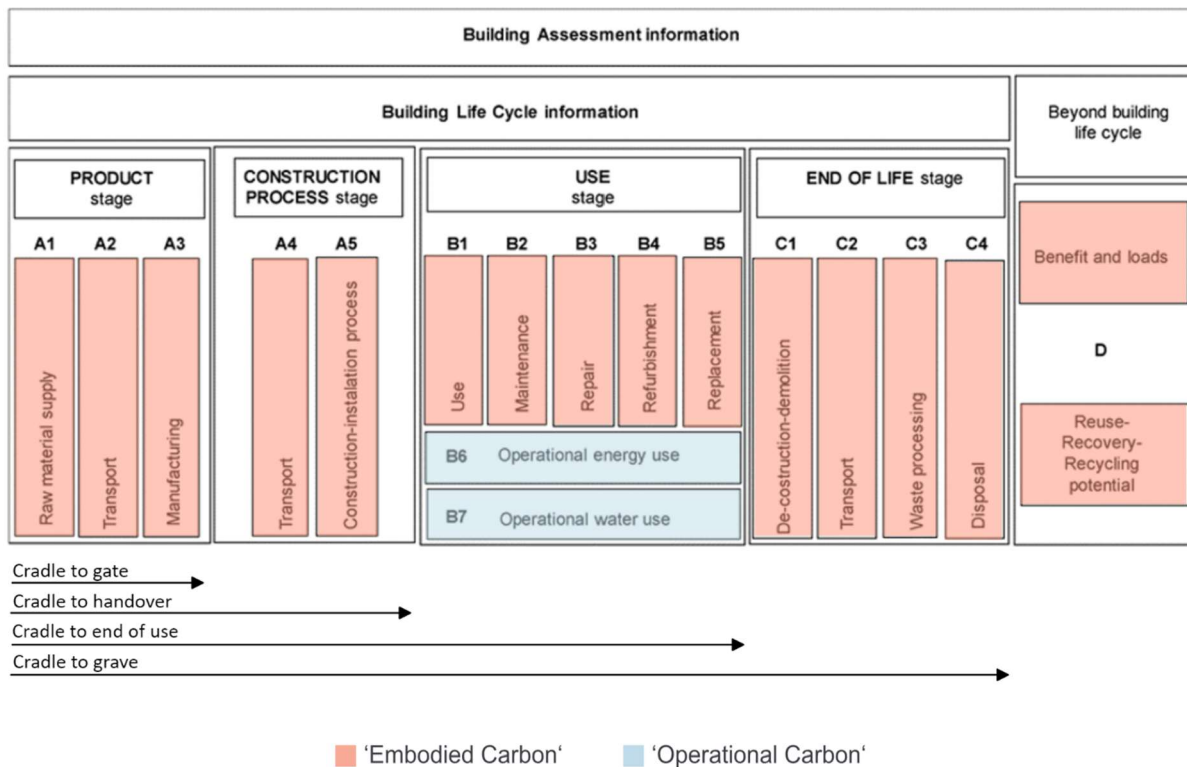 Building Assessment information
Building Life Cycle information
Beyond building
life cycle
PRODUCT
stage
CONSTRUCTION
PROCESS stage
USE
stage
END OF LIFE stage
A1 A2 A3 A4 A5 B1 B2 B3 B4 B5 C1 C2 C3 C4
Raw material supply
Transport
Manufacturing
Transport
Construction-instalation process
Use
Maintenance
Repair
Refurbishment
Replacement
B6 Operational energy use
B7 Operational water use
De-costruction-demolition
Transport
Waste processing
Disposal
Benefit and loads
D
Reuse-
Recovery-
Recycling
potential
Cradle to gate
Cradle to handover
Cradle to end of use
Cradle to grave
'Embodied Carbon'
'Operational Carbon'